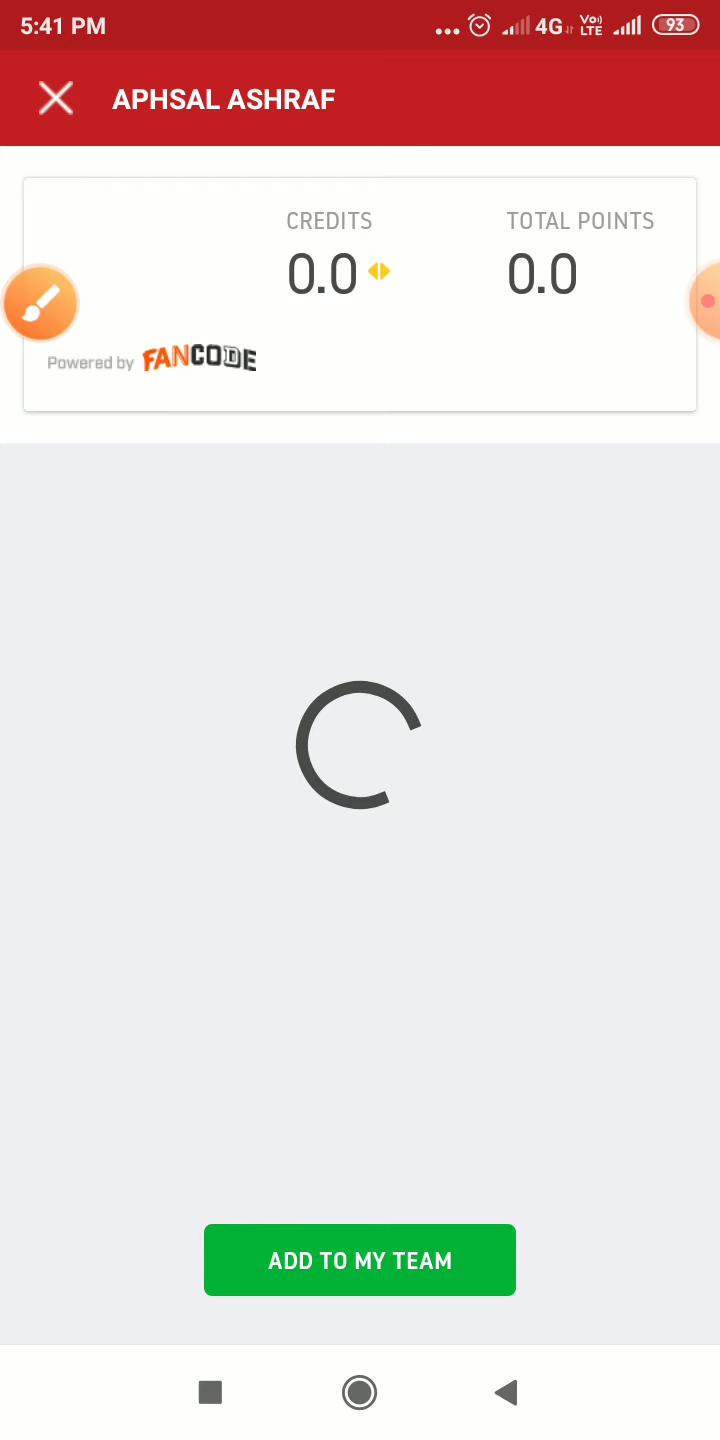 5:41 PM
4G
Vo)) LTE
93
APHSAL ASHRAF
CREDITS
TOTAL POINTS
0.0
0.0
Powered by FANCODE
ADD TO MY TEAM